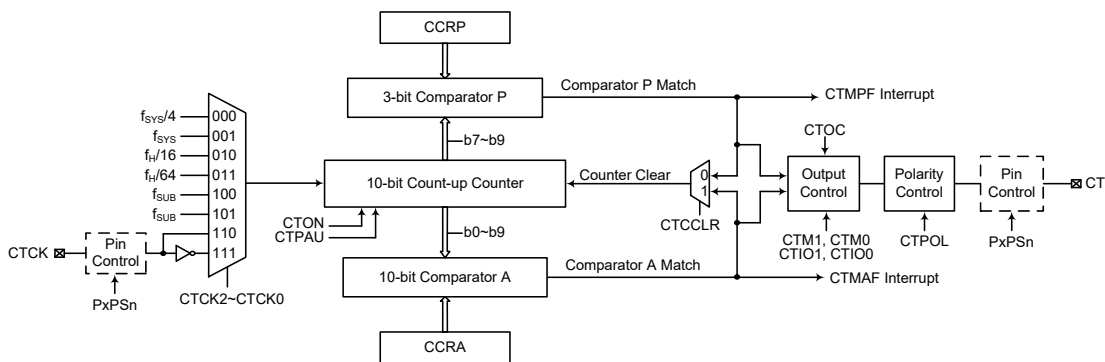 CCRP
3-bit Comparator P
Comparator P Match
CTMPF Interrupt
fSYS/4
000
fSYS
001
fH/16
010
fH/64
011
fSUB
100
fSUB
101
110
111
CTCK
Pin
Control
PxPSn
CTCK2~CTCK0
b7~b9
10-bit Count-up Counter
CTON
CTPAU
b0~b9
Counter Clear
0
1
CTCCLR
CTOC
Output
Control
CTM1, CTM0
CTIO1, CTIO0
Polarity
Control
CTPOL
Pin
Control
PxPSn
CT
10-bit Comparator A
Comparator A Match
CTMAF Interrupt
CCRA